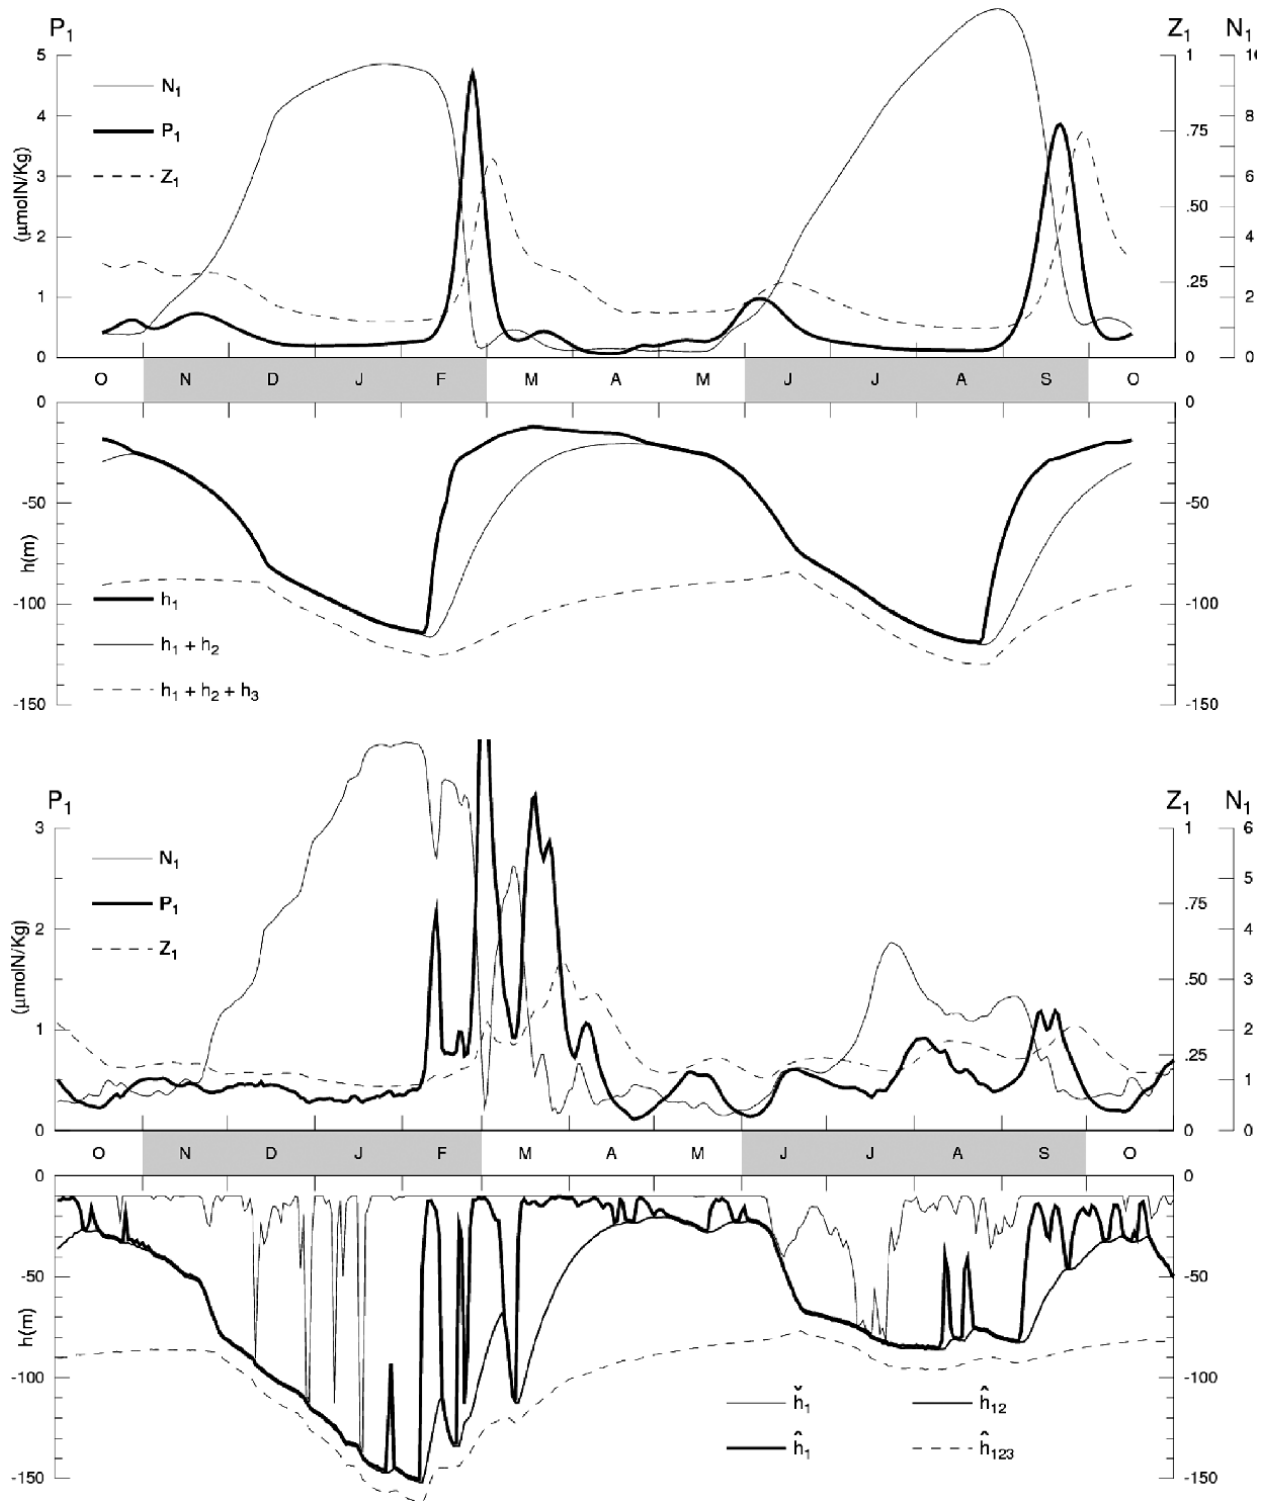 P1 Z1 N1
5 1 1
N1
4 P1 .75 8
Z1
(μmolN/Kg)
3 6
2 .50 4
1 .25 2
0 0 0
O N D J F M A M J J A S O
0 0
-50 -50
h(m)
-100 -100
h1
h1 + h2
h1 + h2 + h3
-150 -150
P1 Z1 N1
3 1 6
N1
5
P1 .75
Z1
2 4
(μmolN/Kg)
.50 3
1 2
.25 1
0 0 0
O N D J F M A M J J A S O
0 0
-50 -50
h(m)
-100 -100
ȟ1 ĥ12
ĥ1 ĥ123
-150 -150